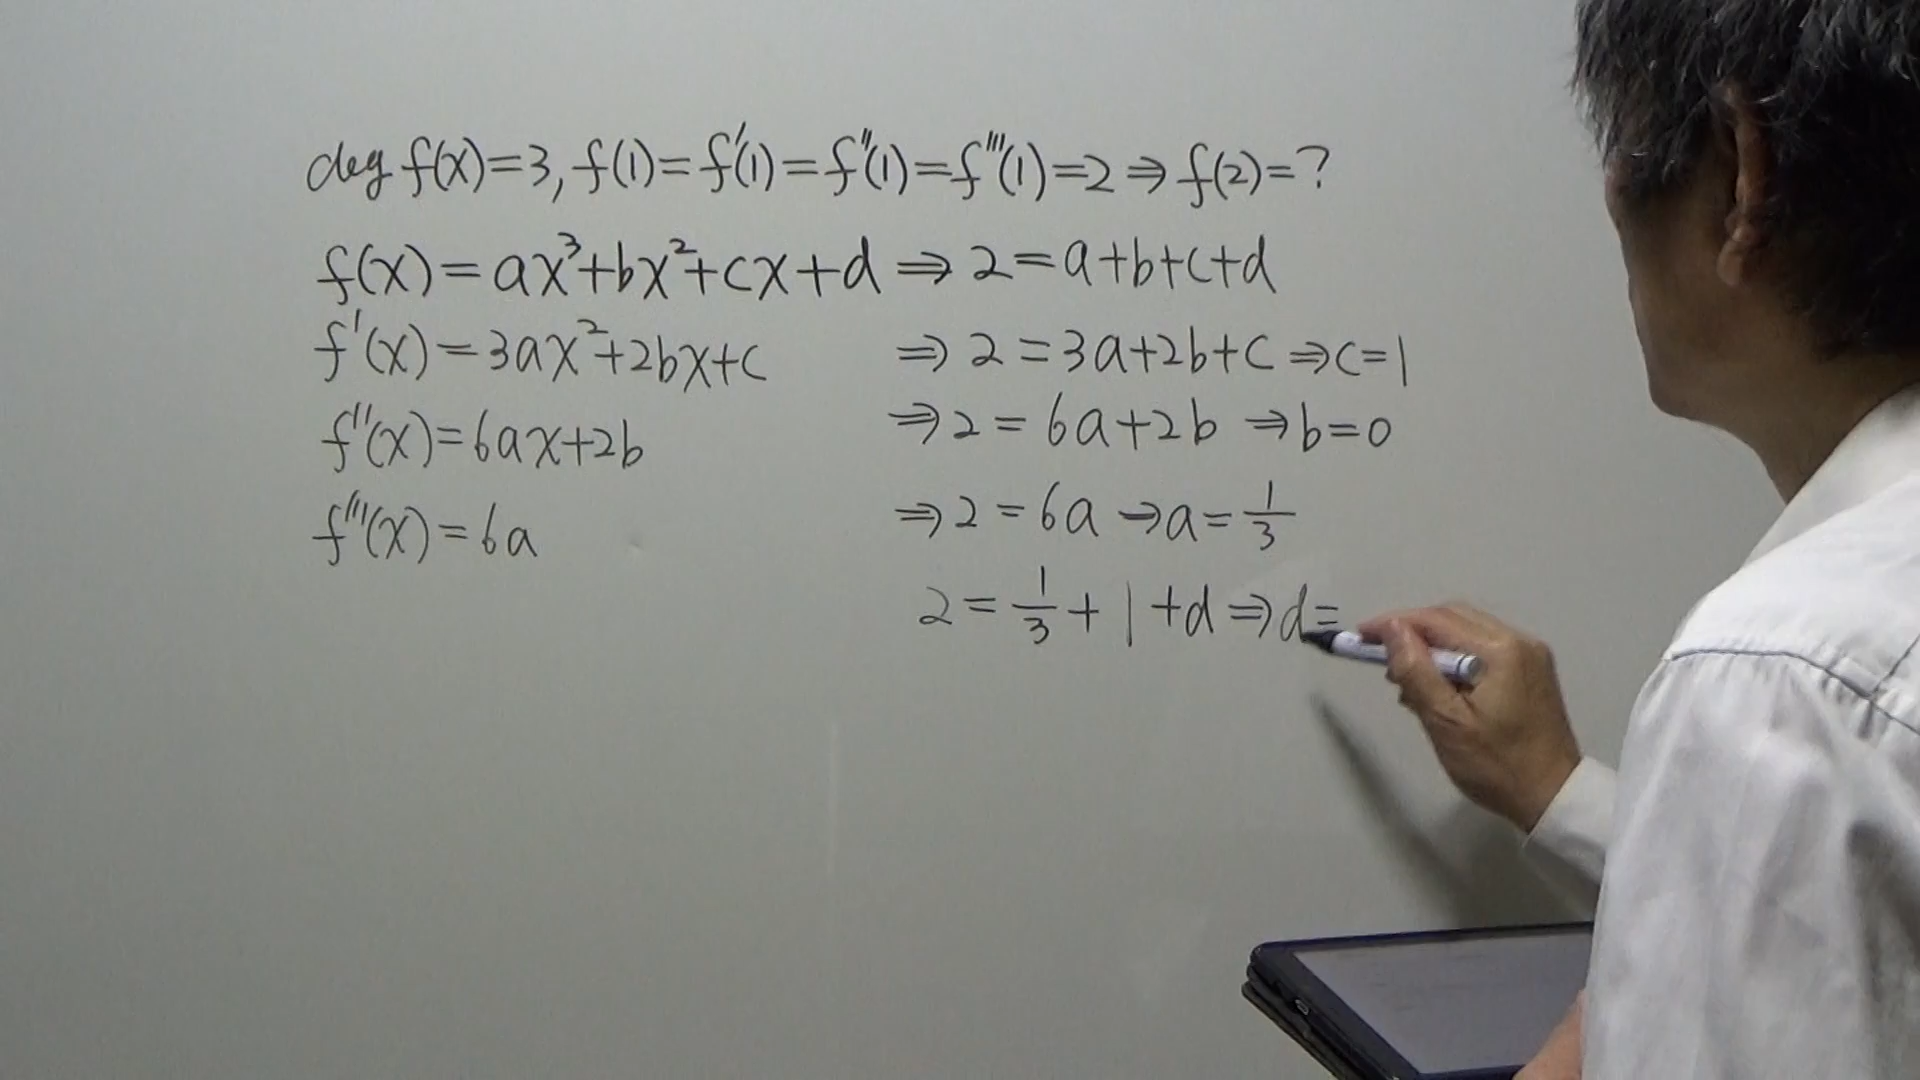 deg f(x)=3, f(1)=f'(1)=f''(1)=f'''(1)=2 ⇒ f(2)=?
f(x)=ax³+bx²+cx+d ⇒ 2=a+b+c+d
f'(x)=3ax²+2bx+c ⇒ 2=3a+2b+c ⇒ c=1
f''(x)=6ax+2b ⇒ 2=6a+2b ⇒ b=0
f'''(x)=6a ⇒ 2=6a → a=1/3
2=1/3+1+d ⇒ d=